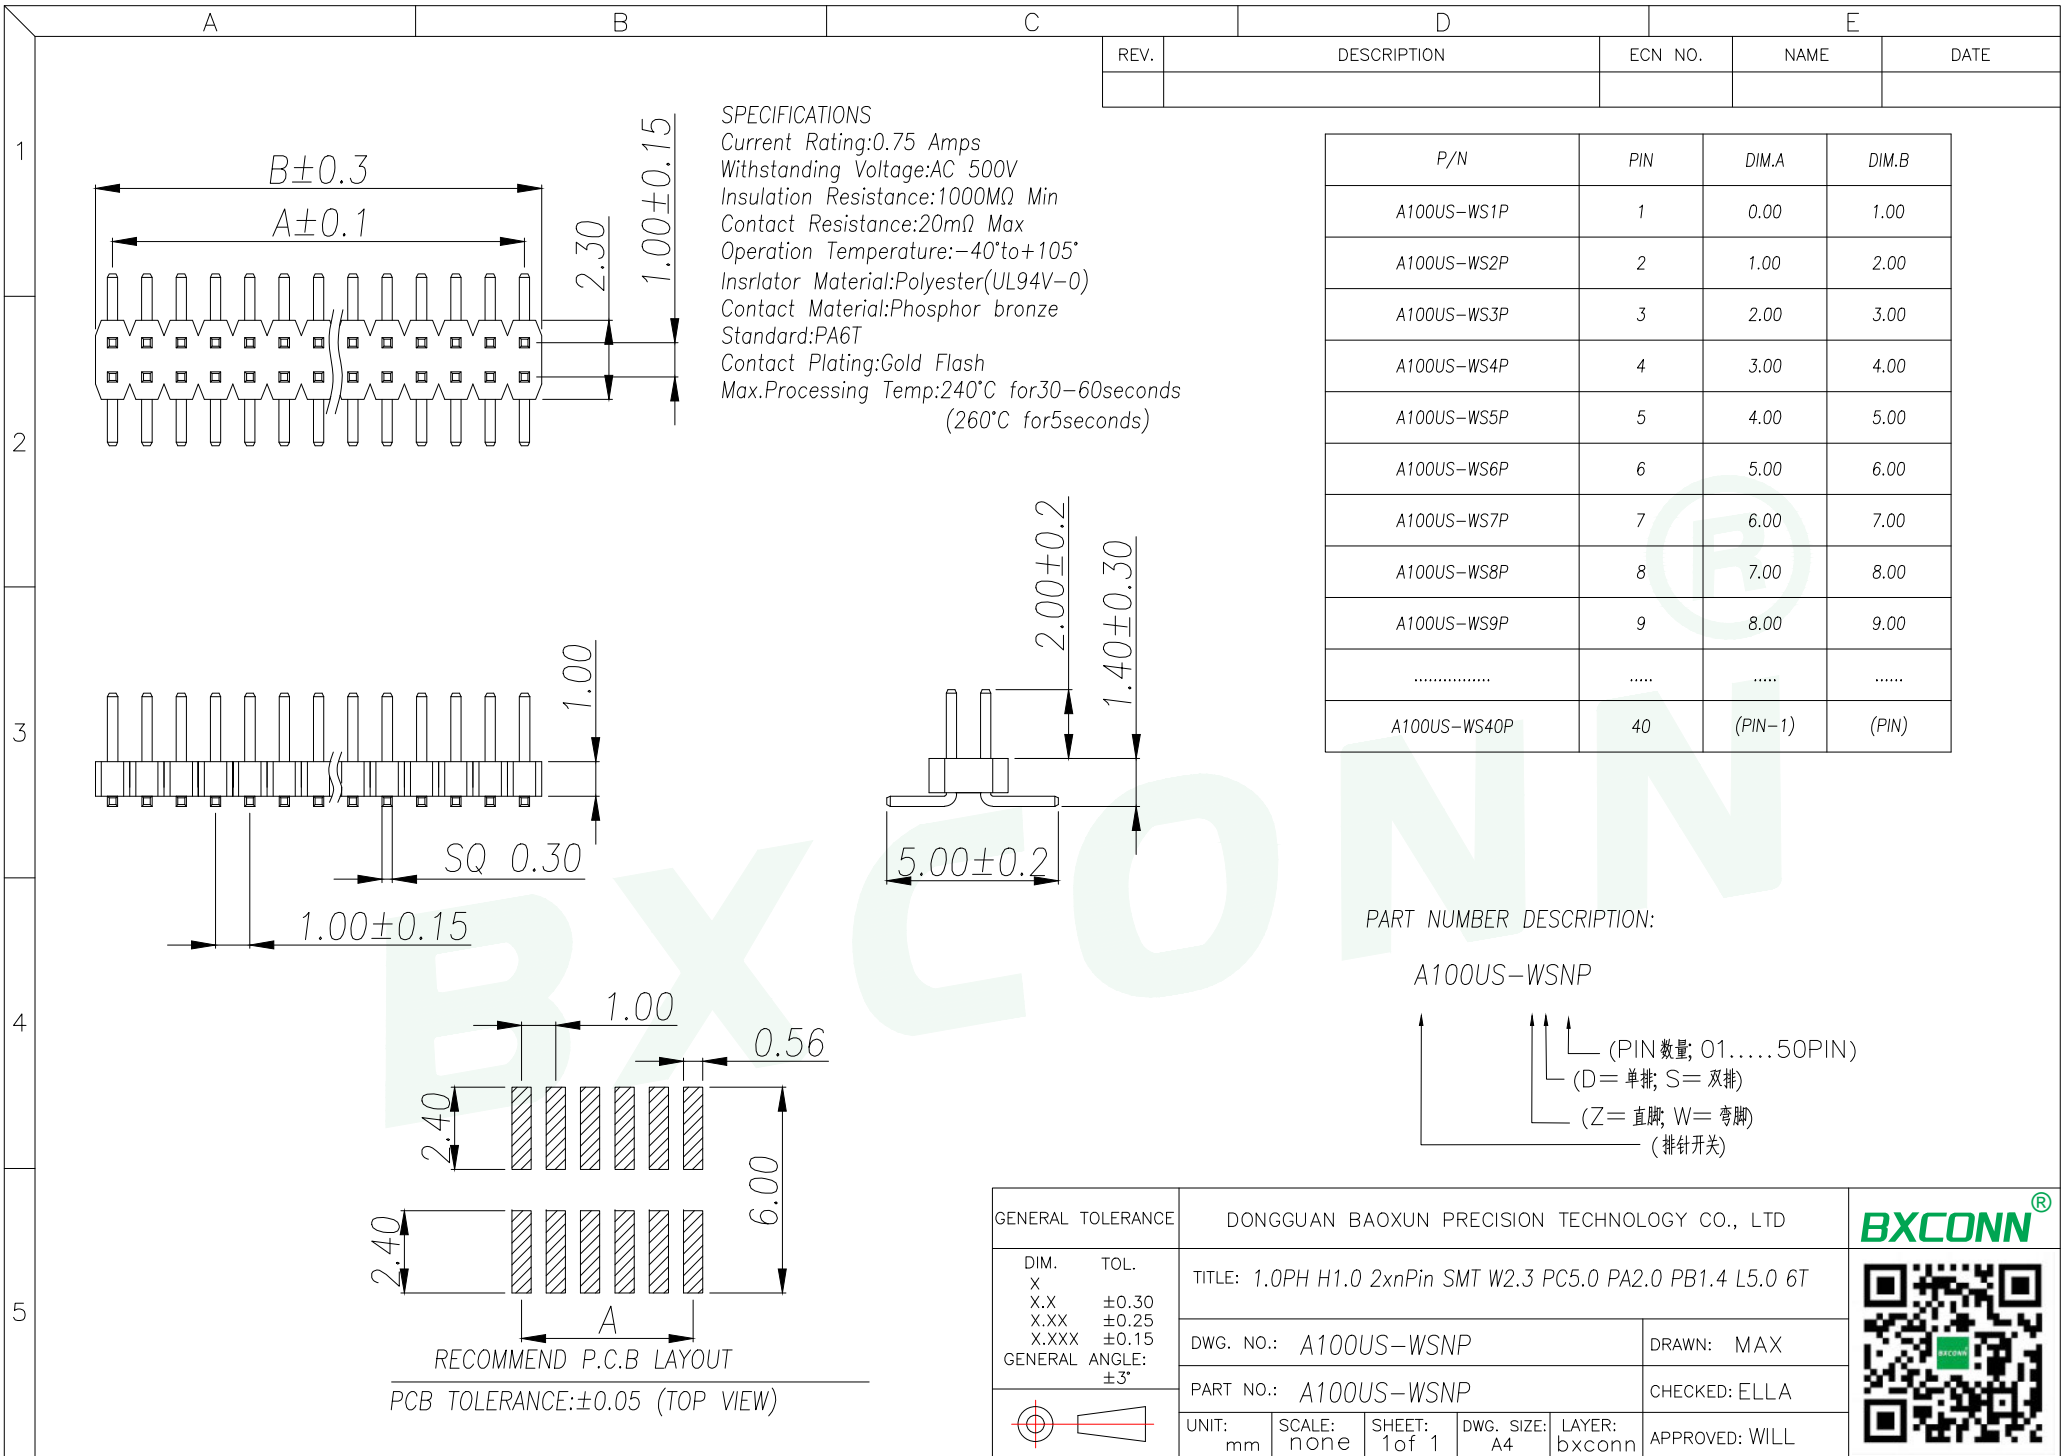 A B C D E
REV. DESCRIPTION ECN NO. NAME DATE
1
2
3
4
5
B±0.3
A±0.1
2.30
1.00±0.15
SPECIFICATIONS
Current Rating:0.75 Amps
Withstanding Voltage:AC 500V
Insulation Resistance:1000MΩ Min
Contact Resistance:20mΩ Max
Operation Temperature:-40°to+105°
Insrlator Material:Polyester(UL94V-0)
Contact Material:Phosphor bronze
Standard:PA6T
Contact Plating:Gold Flash
Max.Processing Temp:240°C for30-60seconds
(260°C for5seconds)
P/N PIN DIM.A DIM.B
A100US-WS1P 1 0.00 1.00
A100US-WS2P 2 1.00 2.00
A100US-WS3P 3 2.00 3.00
A100US-WS4P 4 3.00 4.00
A100US-WS5P 5 4.00 5.00
A100US-WS6P 6 5.00 6.00
A100US-WS7P 7 6.00 7.00
A100US-WS8P 8 7.00 8.00
A100US-WS9P 9 8.00 9.00
................ ..... ..... ......
A100US-WS40P 40 (PIN-1) (PIN)
1.00
SQ 0.30
1.00±0.15
2.00±0.2
1.40±0.30
5.00±0.2
BXCONN®
PART NUMBER DESCRIPTION:
A100US-WSNP
(PIN数量; 01.....50PIN)
(D= 单排; S= 双排)
(Z= 直脚; W= 弯脚)
(排针开关)
1.00
0.56
2.40
6.00
2.40
A
RECOMMEND P.C.B LAYOUT
PCB TOLERANCE:±0.05 (TOP VIEW)
GENERAL TOLERANCE
DIM. TOL.
X
X.X ±0.30
X.XX ±0.25
X.XXX ±0.15
GENERAL ANGLE:
±3°
DONGGUAN BAOXUN PRECISION TECHNOLOGY CO., LTD
TITLE: 1.0PH H1.0 2xnPin SMT W2.3 PC5.0 PA2.0 PB1.4 L5.0 6T
DWG. NO.: A100US-WSNP DRAWN: MAX
PART NO.: A100US-WSNP CHECKED: ELLA
UNIT: mm SCALE: none SHEET: 1of 1 DWG. SIZE: A4 LAYER: bxconn APPROVED: WILL
BXCONN®
BXCONN